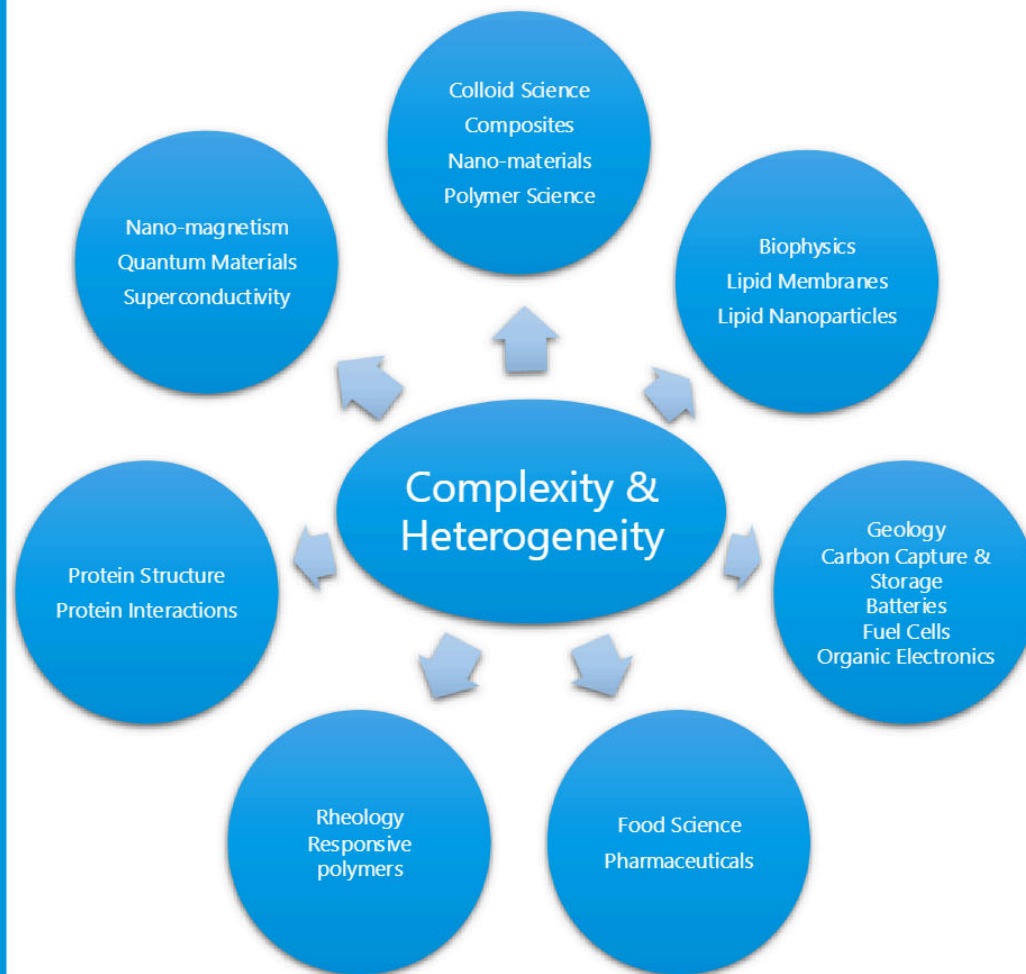 Colloid Science
Composites
Nano-materials
Polymer Science
Nano-magnetism
Quantum Materials
Superconductivity
Biophysics
Lipid Membranes
Lipid Nanoparticles
Complexity &
Heterogeneity
Protein Structure
Protein Interactions
Geology
Carbon Capture &
Storage
Batteries
Fuel Cells
Organic Electronics
Rheology
Responsive
polymers
Food Science
Pharmaceuticals